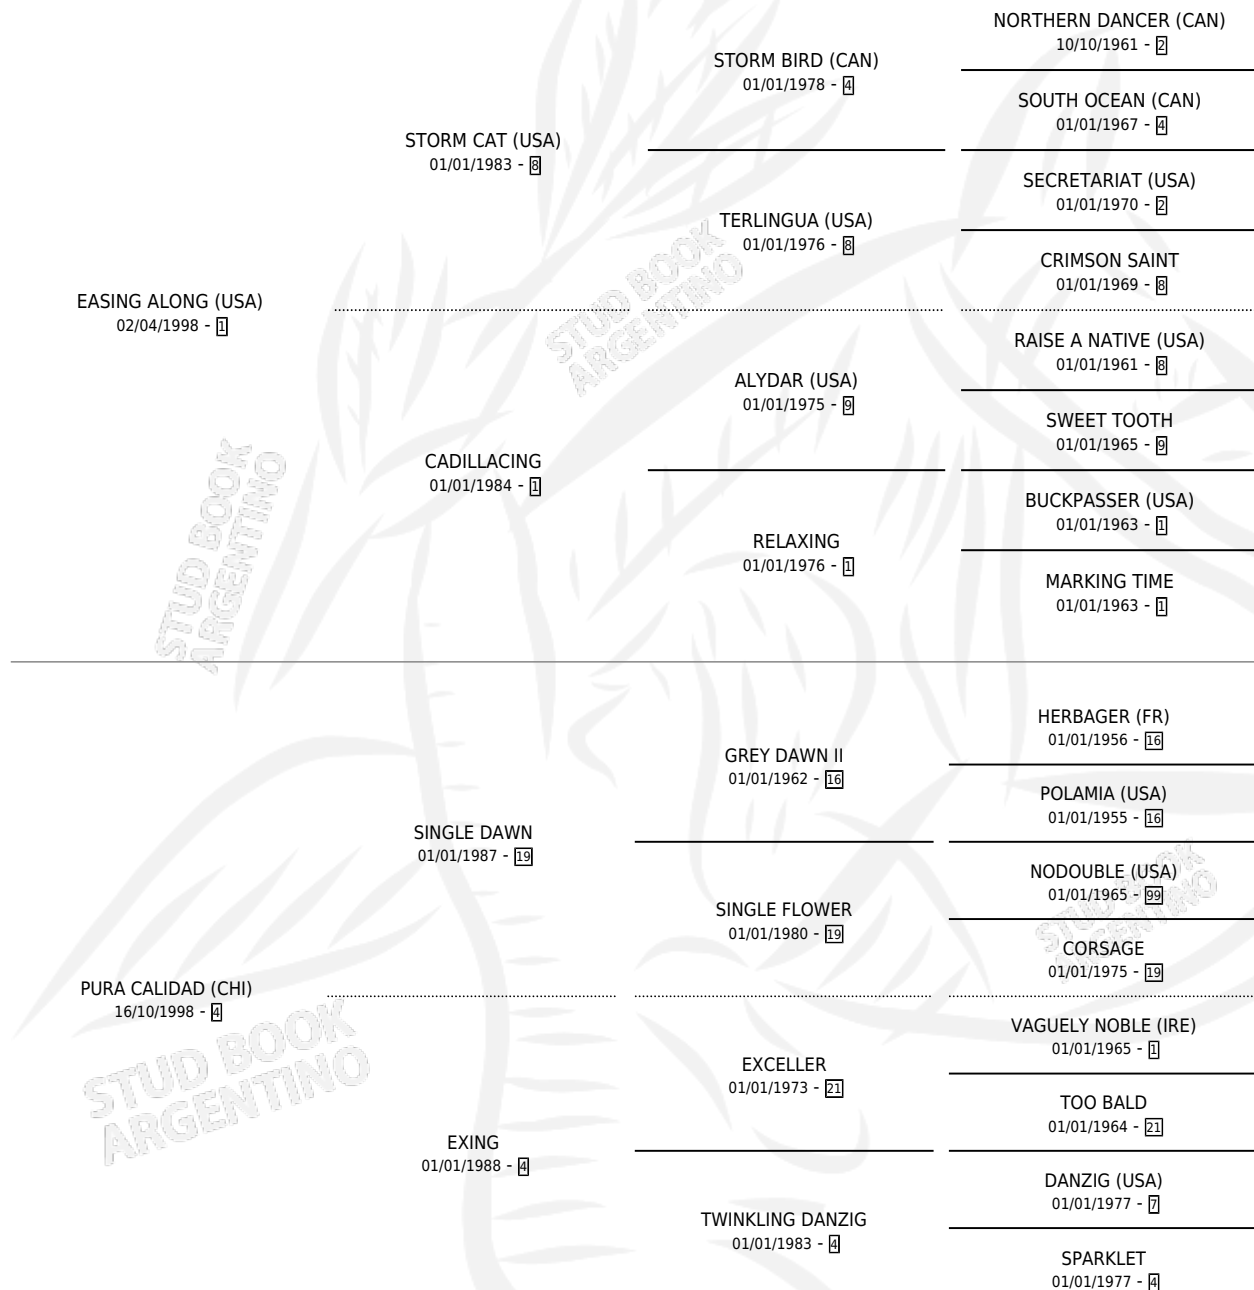 NORTHERN DANCER (CAN)
10/10/1961 - 2
STORM BIRD (CAN)
01/01/1978 - 4
SOUTH OCEAN (CAN)
01/01/1967 - 4
STORM CAT (USA)
01/01/1983 - 8
SECRETARIAT (USA)
01/01/1970 - 2
TERLINGUA (USA)
01/01/1976 - 8
CRIMSON SAINT
01/01/1969 - 8
EASING ALONG (USA)
02/04/1998 - 1
STUD BOOK
ARGENTINO
RAISE A NATIVE (USA)
01/01/1961 - 8
ALYDAR (USA)
01/01/1975 - 9
SWEET TOOTH
01/01/1965 - 9
CADILLACING
01/01/1984 - 1
BUCKPASSER (USA)
01/01/1963 - 1
RELAXING
01/01/1976 - 1
MARKING TIME
01/01/1963 - 1
STUD BOOK
ARGENTINO
HERBAGER (FR)
01/01/1956 - 16
GREY DAWN II
01/01/1962 - 16
POLAMIA (USA)
01/01/1955 - 16
SINGLE DAWN
01/01/1987 - 19
NODOUBLE (USA)
01/01/1965 - 99
SINGLE FLOWER
01/01/1980 - 19
STUD BOOK
ARGENTINO
CORSAGE
01/01/1975 - 19
PURA CALIDAD (CHI)
16/10/1998 - 4
STUD BOOK
ARGENTINO
VAGUELY NOBLE (IRE)
01/01/1965 - 1
EXCELLER
01/01/1973 - 21
TOO BALD
01/01/1964 - 21
EXING
01/01/1988 - 4
DANZIG (USA)
01/01/1977 - 7
TWINKLING DANZIG
01/01/1983 - 4
SPARKLET
01/01/1977 - 4